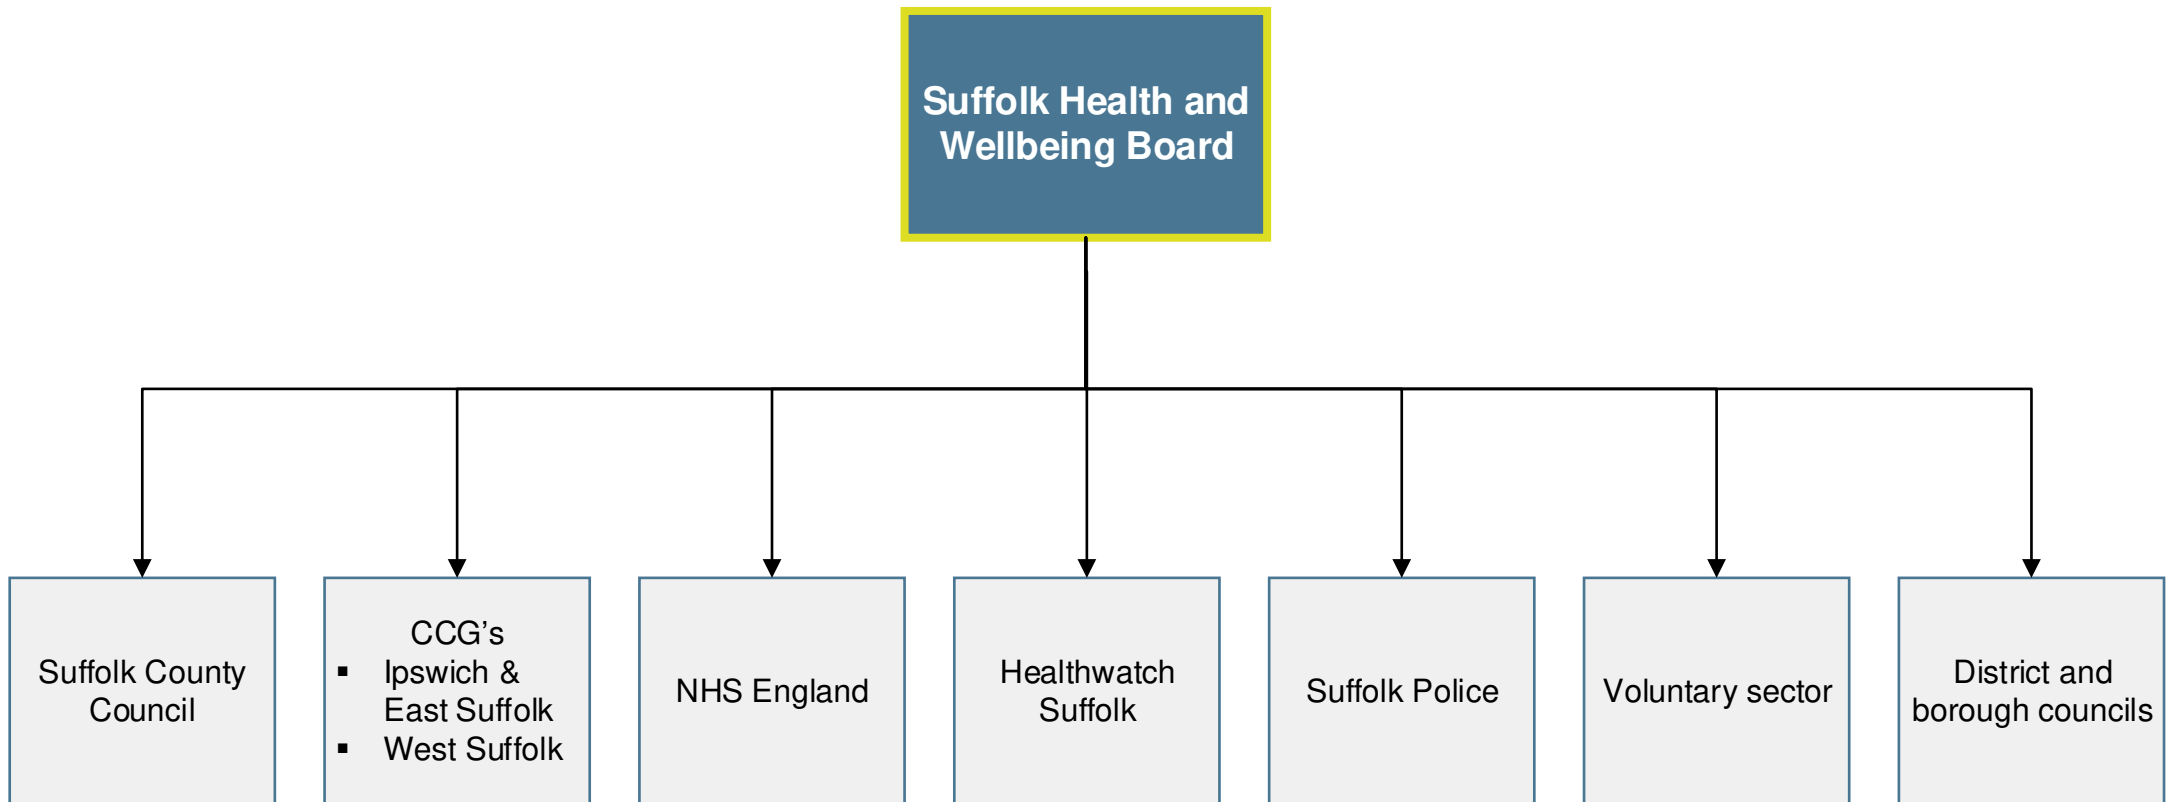 Suffolk Health and
Wellbeing Board
Suffolk County
Council
CCG's
▪ Ipswich &
East Suffolk
▪ West Suffolk
NHS England
Healthwatch
Suffolk
Suffolk Police
Voluntary sector
District and
borough councils